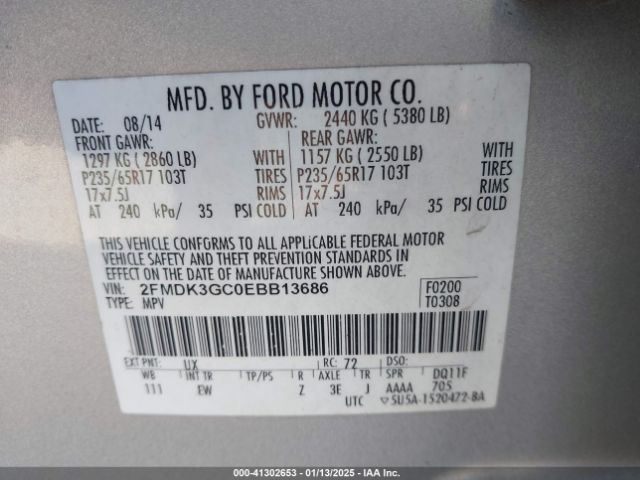 MFD. BY FORD MOTOR CO.
DATE: 08/14 GVWR: 2440 KG ( 5380 LB)
FRONT GAWR: REAR GAWR:
1297 KG ( 2860 LB) WITH 1157 KG ( 2550 LB) WITH
P235/65R17 103T TIRES P235/65R17 103T TIRES
17x7.5J RIMS 17x7.5J RIMS
AT 240 kPa/ 35 PSI COLD AT 240 kPa/ 35 PSI COLD
THIS VEHICLE CONFORMS TO ALL APPLICABLE FEDERAL MOTOR
VEHICLE SAFETY AND THEFT PREVENTION STANDARDS IN
EFFECT ON THE DATE OF MANUFACTURE SHOWN ABOVE.
VIN: 2FMDK3GC0EBB13686 F0200
TYPE: MPV T0308
EXT PNT: UX RC: 72 DSO:
WB INT TR TP/PS R AXLE TR SPR DQ11F
111 EW Z 3E J AAAA 705
UTC ▽5U5A-1520472-BA
000-41302653 - 01/13/2025 - IAA Inc.